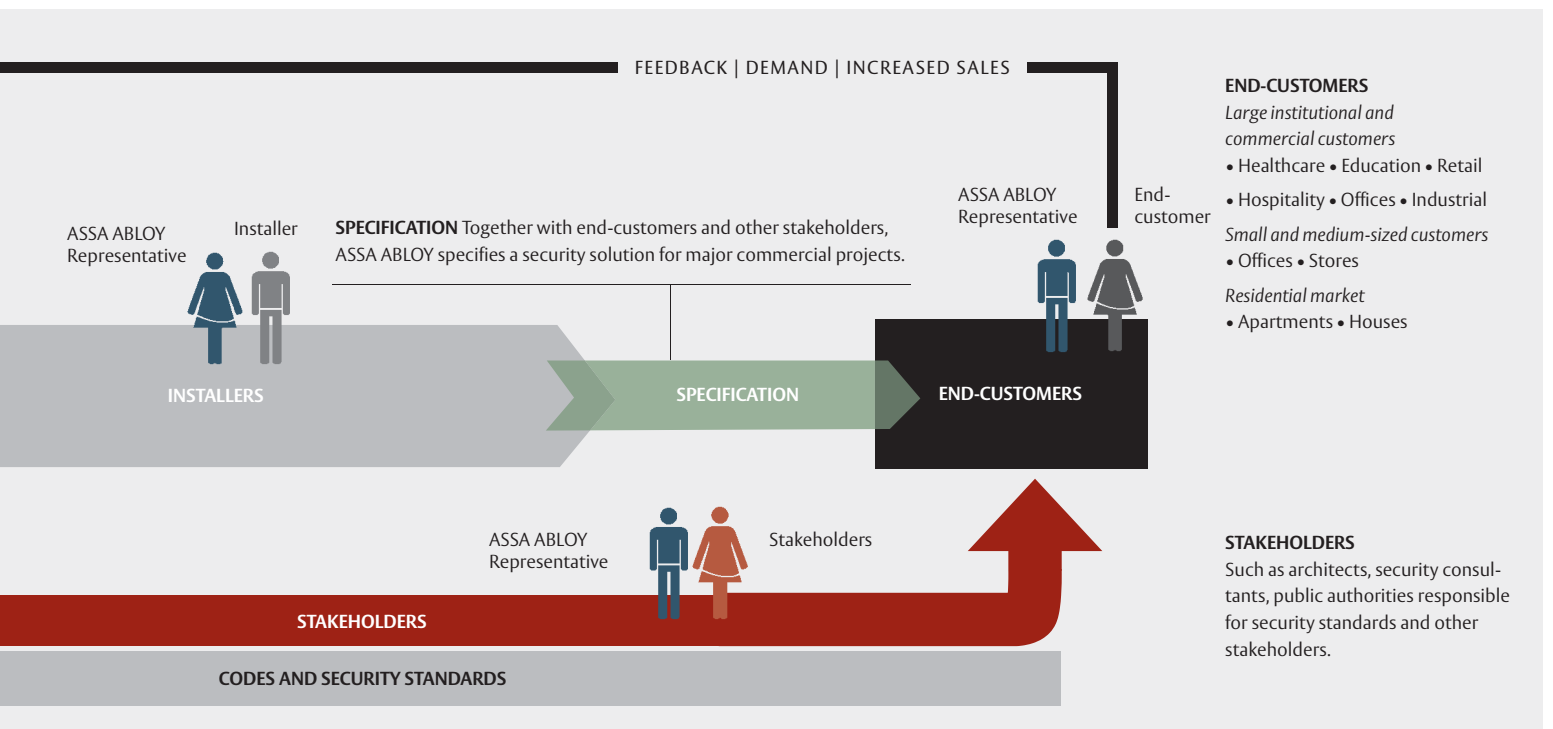 FEEDBACK | DEMAND | INCREASED SALES
ASSA ABLOY
Representative
Installer
SPECIFICATION Together with end-customers and other stakeholders,
ASSA ABLOY specifies a security solution for major commercial projects.
ASSA ABLOY
Representative
End-
customer
INSTALLERS
SPECIFICATION
END-CUSTOMERS
ASSA ABLOY
Representative
Stakeholders
STAKEHOLDERS
CODES AND SECURITY STANDARDS
END-CUSTOMERS
Large institutional and
commercial customers
• Healthcare • Education • Retail
• Hospitality • Offices • Industrial
Small and medium-sized customers
• Offices • Stores
Residential market
• Apartments • Houses
STAKEHOLDERS
Such as architects, security consul-
tants, public authorities responsible
for security standards and other
stakeholders.